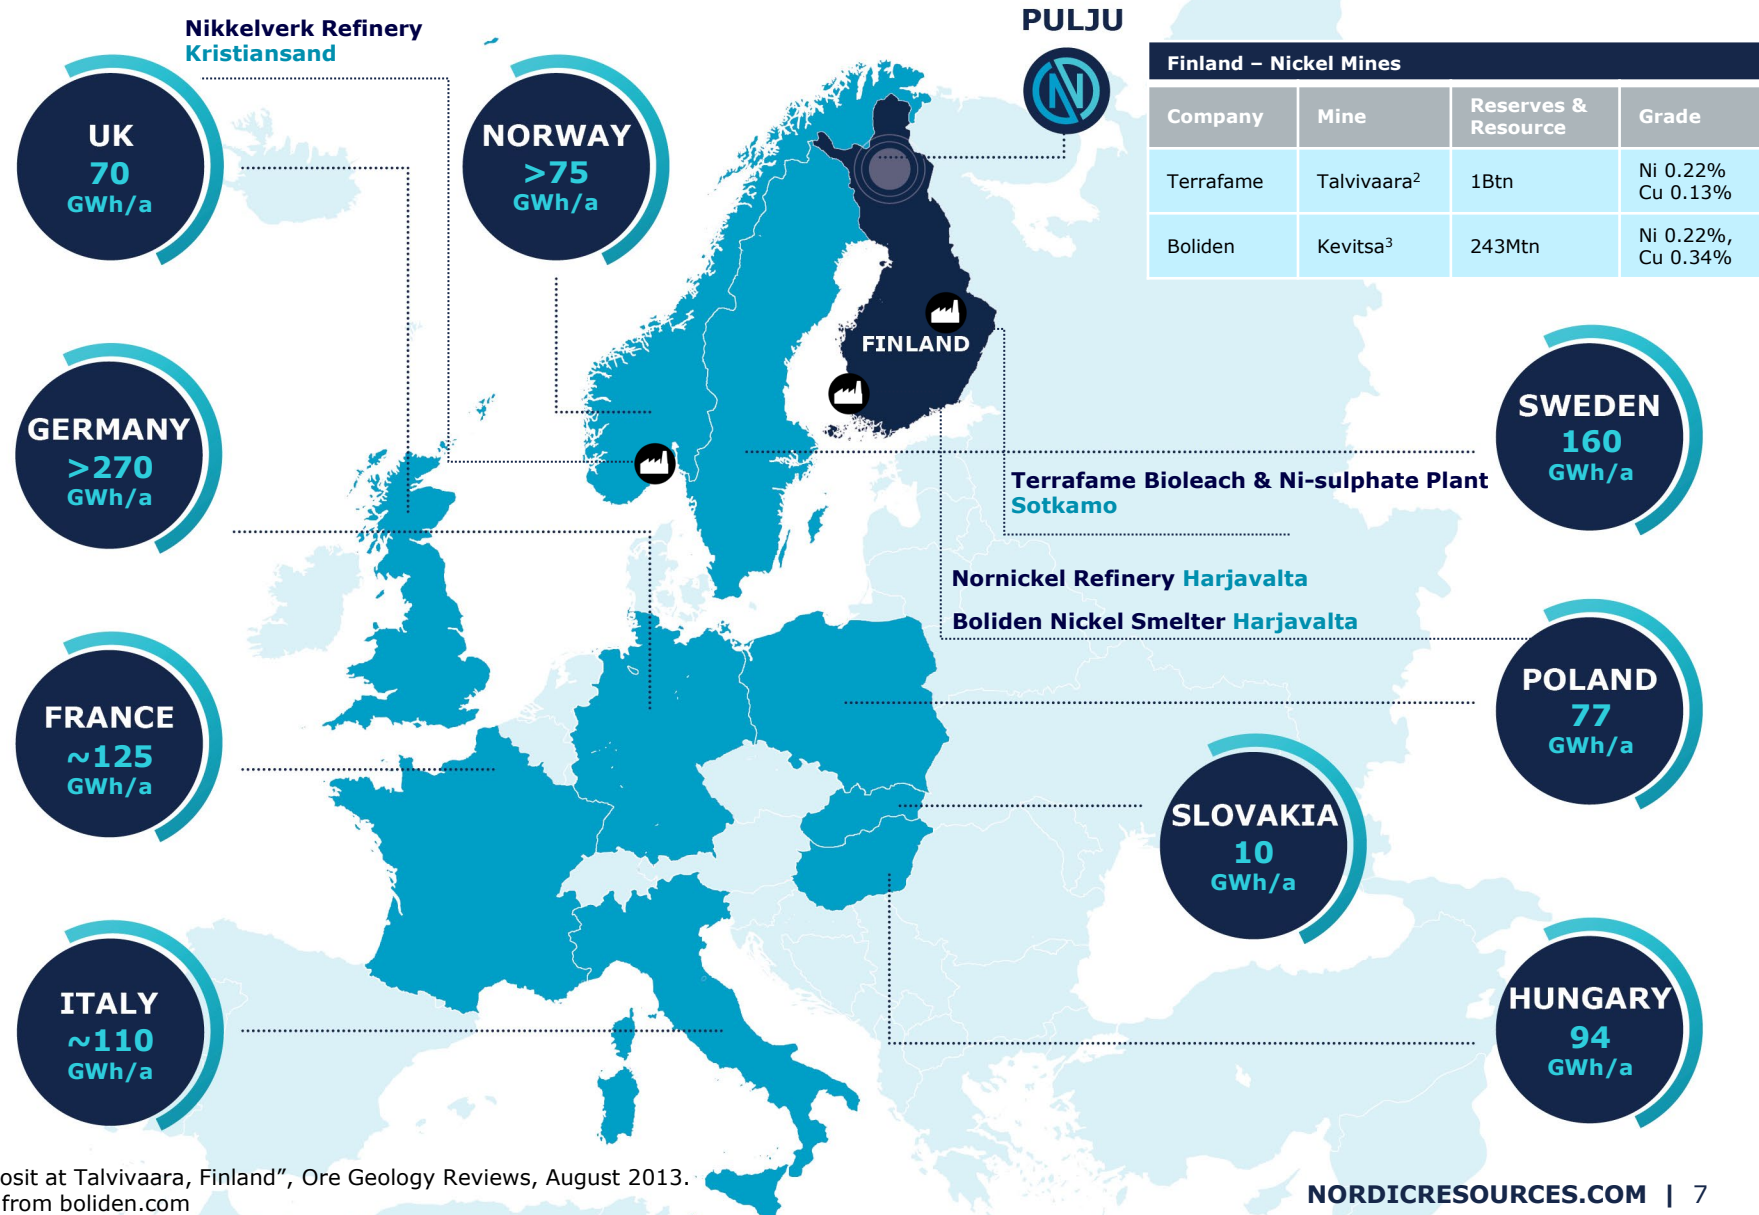 Nikkelverk Refinery
Kristiansand
PULJU
N
UK
70
GWh/a
NORWAY
>75
GWh/a
Finland – Nickel Mines
Company Mine Reserves & Resource Grade
Terrafame Talvivaara² 1Btn Ni 0.22% Cu 0.13%
Boliden Kevitsa³ 243Mtn Ni 0.22%, Cu 0.34%
FINLAND
GERMANY
>270
GWh/a
SWEDEN
160
GWh/a
Terrafame Bioleach & Ni-sulphate Plant
Sotkamo
Nornickel Refinery Harjavalta
Boliden Nickel Smelter Harjavalta
FRANCE
~125
GWh/a
POLAND
77
GWh/a
SLOVAKIA
10
GWh/a
ITALY
~110
GWh/a
HUNGARY
94
GWh/a
osit at Talvivaara, Finland”, Ore Geology Reviews, August 2013.
from boliden.com
NORDICRESOURCES.COM | 7